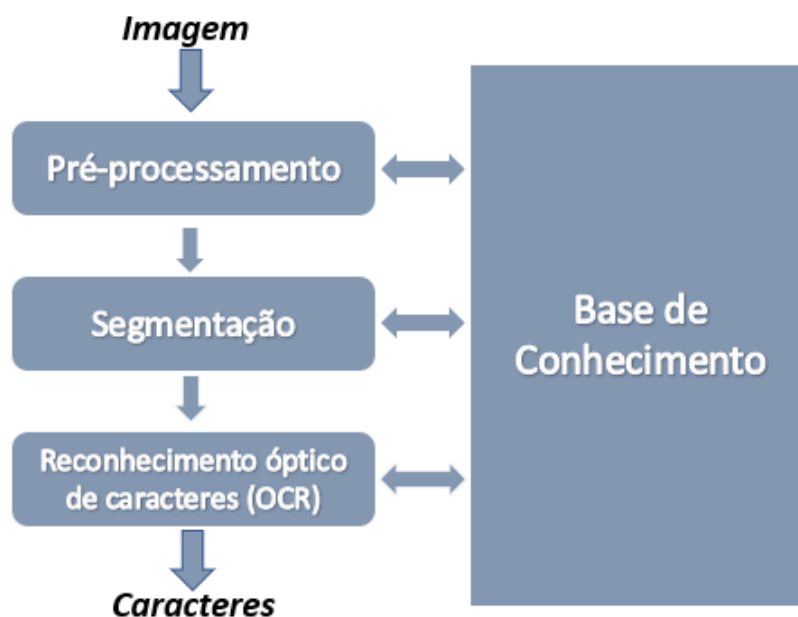 Imagem
Pré-processamento
Segmentação
Base de
Conhecimento
Reconhecimento óptico
de caracteres (OCR)
Caracteres